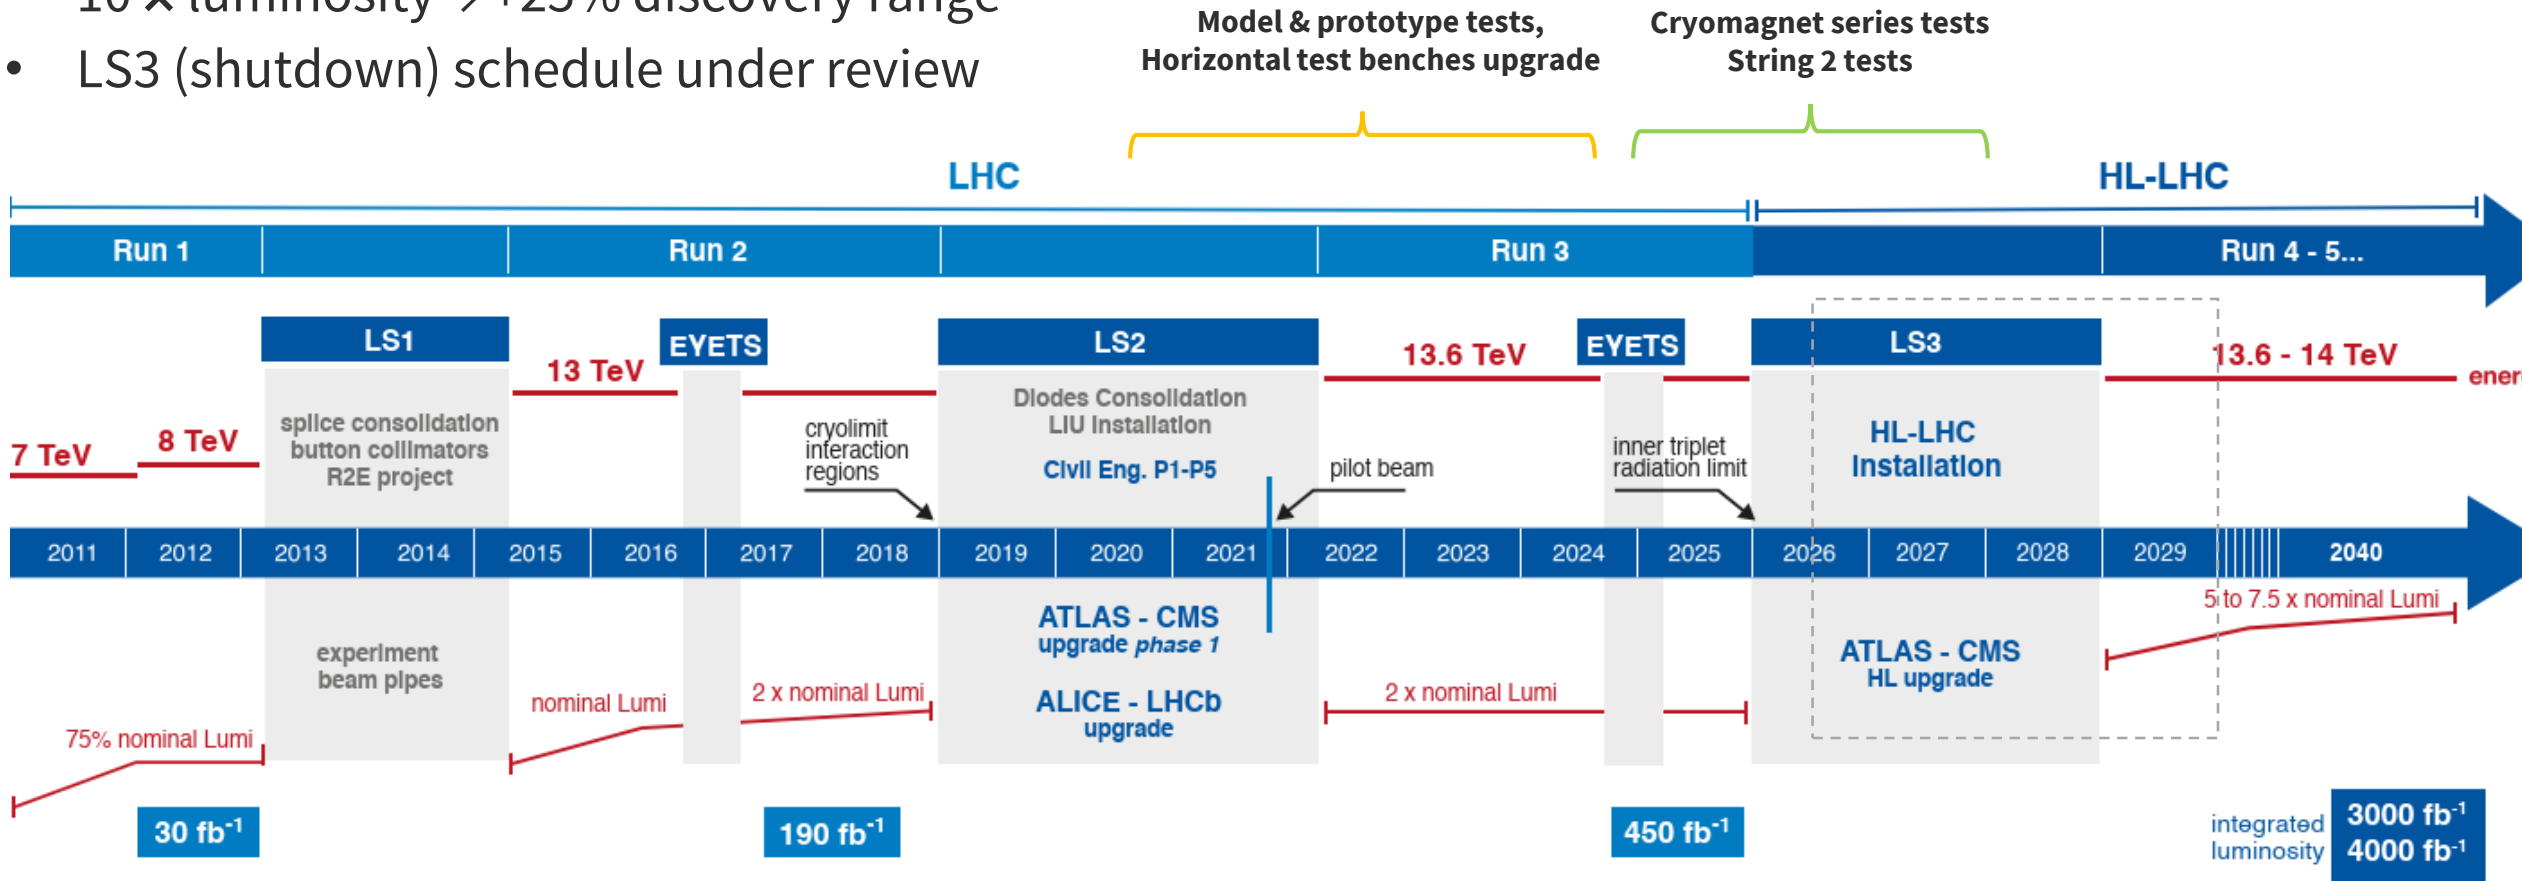 10 × luminosity → +25% discovery range
• LS3 (shutdown) schedule under review
Model & prototype tests,
Horizontal test benches upgrade
Cryomagnet series tests
String 2 tests
LHC
HL-LHC
Run 1
Run 2
Run 3
Run 4 - 5...
LS1
EYETS
LS2
EYETS
LS3
7 TeV
8 TeV
13 TeV
13.6 TeV
13.6 - 14 TeV
splice consolidation
button collimators
R2E project
cryolimit
interaction
regions
Diodes Consolidation
LIU Installation
Civil Eng. P1-P5
pilot beam
inner triplet
radiation limit
HL-LHC
Installation
2011 2012 2013 2014 2015 2016 2017 2018 2019 2020 2021 2022 2023 2024 2025 2026 2027 2028 2029 2040
experiment
beam pipes
ATLAS - CMS
upgrade phase 1
ALICE - LHCb
upgrade
ATLAS - CMS
HL upgrade
75% nominal Lumi
nominal Lumi
2 x nominal Lumi
2 x nominal Lumi
5 to 7.5 x nominal Lumi
30 fb-1
190 fb-1
450 fb-1
integrated
luminosity
3000 fb-1
4000 fb-1